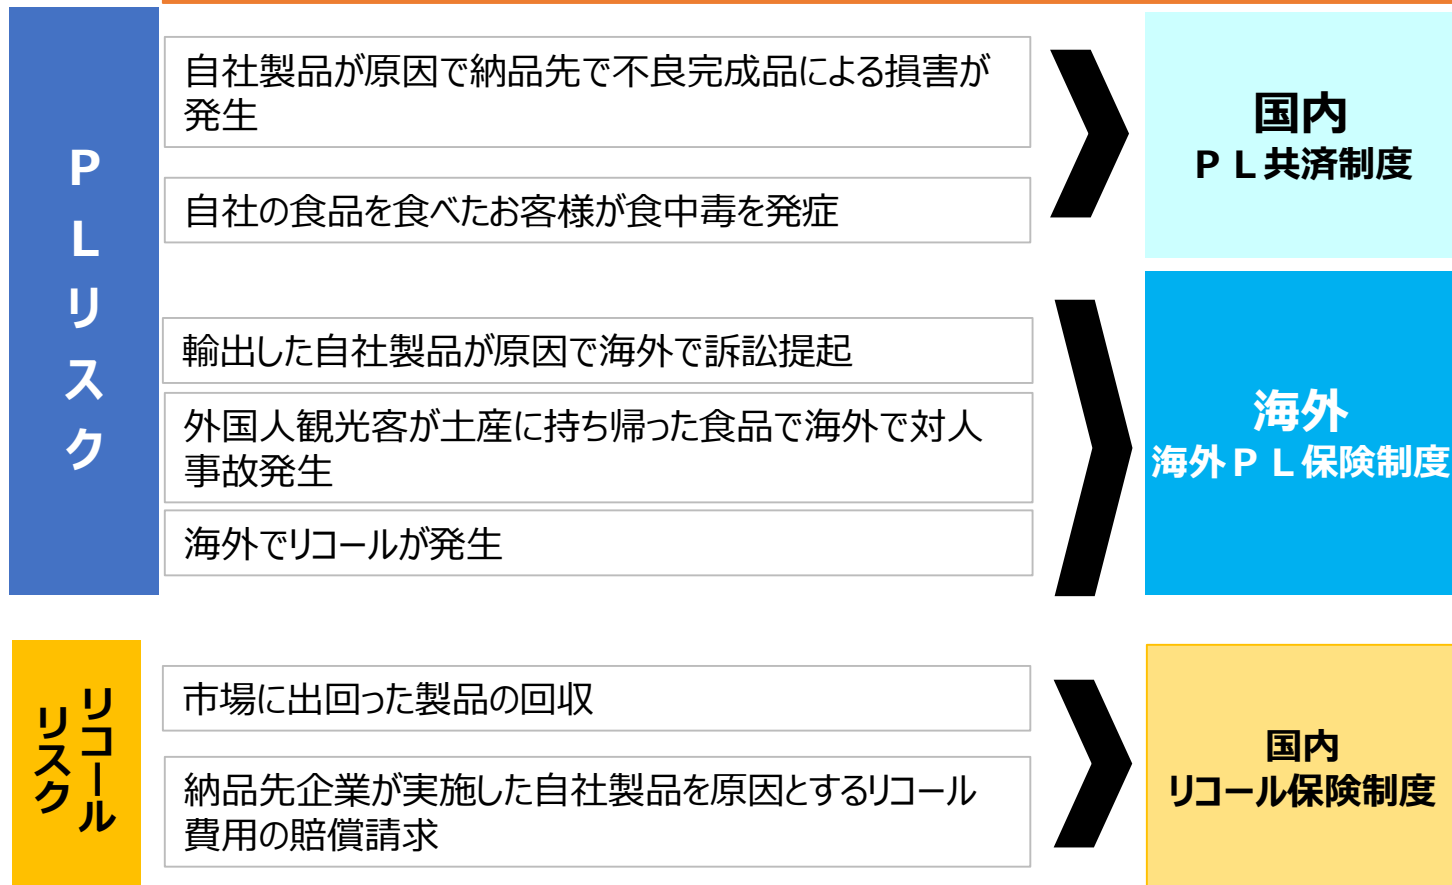 PLリスク
自社製品が原因で納品先で不良完成品による損害が
発生
自社の食品を食べたお客様が食中毒を発症
国内
ＰＬ共済制度
輸出した自社製品が原因で海外で訴訟提起
外国人観光客が土産に持ち帰った食品で海外で対人
事故発生
海外でリコールが発生
海外
海外ＰＬ保険制度
リコール
リスク
市場に出回った製品の回収
納品先企業が実施した自社製品を原因とするリコール
費用の賠償請求
国内
リコール保険制度